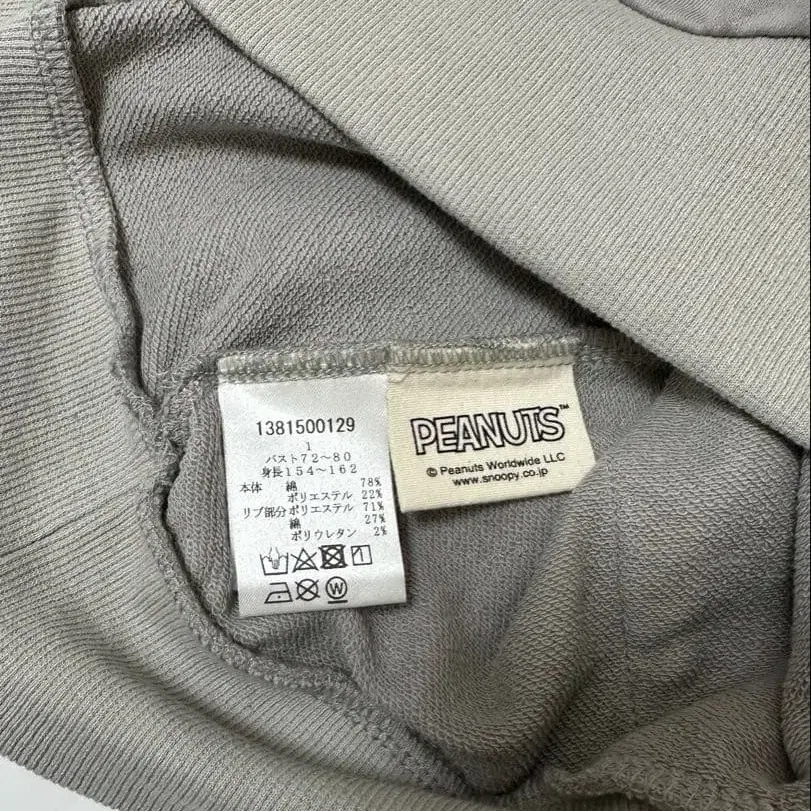 1381500129
1
バスト72~80
身長154~162
本体 綿 78%
ポリエステル 22%
リブ部分ポリエステル 71%
綿 27%
ポリウレタン 2%
W
PEANUTS™
© Peanuts Worldwide LLC
www.snoopy.co.jp